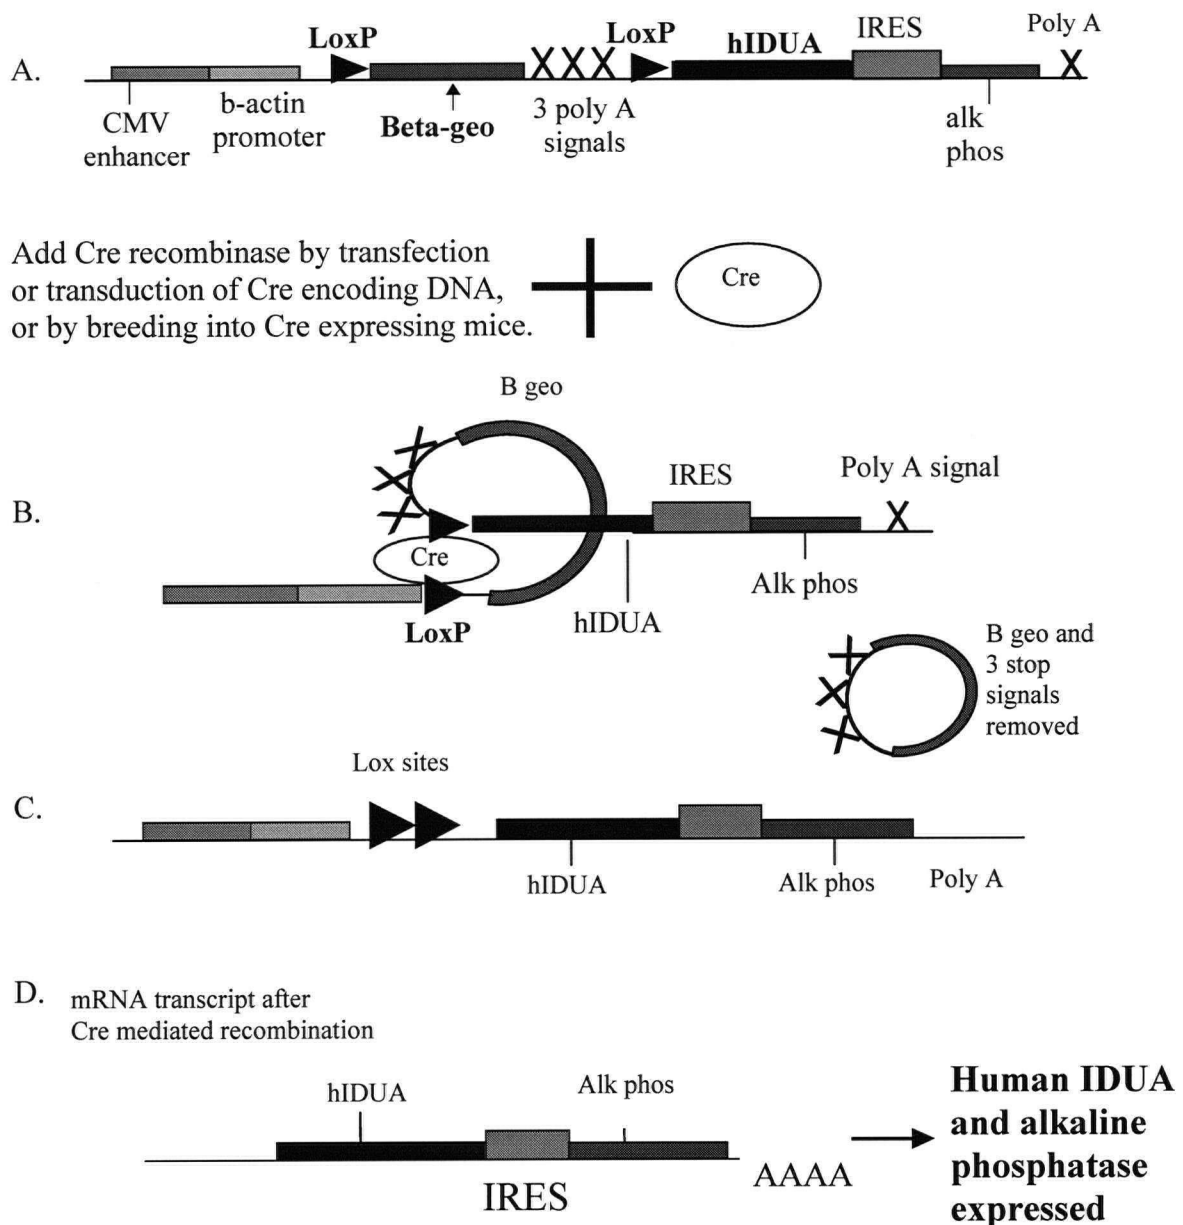 A.
LoxP
LoxP
hIDUA
IRES
Poly A
CMV
enhancer
b-actin
promoter
Beta-geo
3 poly A
signals
alk
phos
Add Cre recombinase by transfection
or transduction of Cre encoding DNA,
or by breeding into Cre expressing mice.
Cre
B geo
B.
IRES
Poly A signal
Cre
LoxP
hIDUA
Alk phos
B geo and
3 stop
signals
removed
Lox sites
C.
hIDUA
Alk phos
Poly A
D.
mRNA transcript after
Cre mediated recombination
hIDUA
Alk phos
IRES
AAAA
Human IDUA
and alkaline
phosphatase
expressed